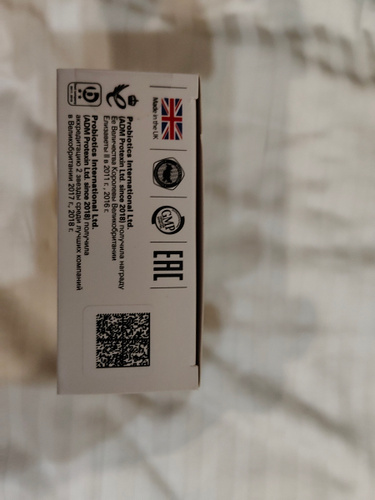 Made in the UK
GMP
EAC
Probiotics International Ltd.
(ADM Protexin Ltd. since 2018) получила награду
Ее Величества Королевы Великобритании
Елизаветы II в 2011 г., 2016 г.
Probiotics International Ltd.
(ADM Protexin Ltd. since 2018) получила
аккредитацию 2 звезды среди лучших компаний
в Великобритании 2017 г., 2018 г.